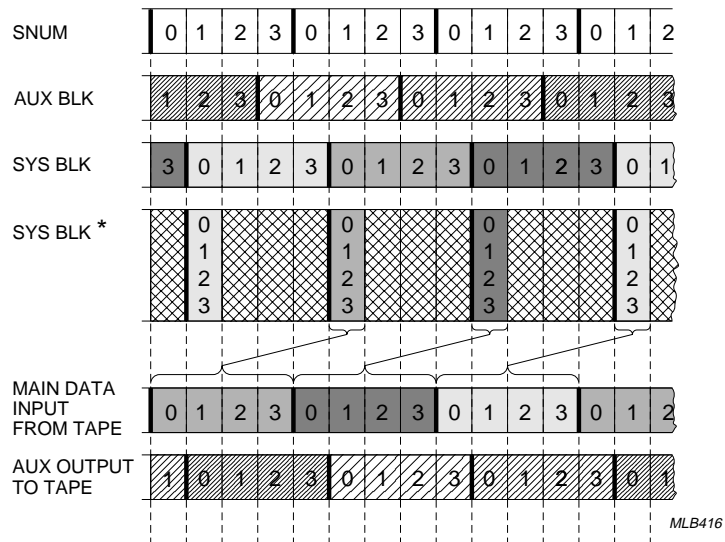 SNUM 0 1 2 3 0 1 2 3 0 1 2 3 0 1 2
AUX BLK 1 2 3 0 1 2 3 0 1 2 3 0 1 2 3
SYS BLK 3 0 1 2 3 0 1 2 3 0 1 2 3 0 1
SYS BLK * 0 0 0 0
1 1 1 1
2 2 2 2
3 3 3 3
MAIN DATA
INPUT
FROM TAPE 0 1 2 3 0 1 2 3 0 1 2 3 0 1 2
AUX OUTPUT
TO TAPE 1 0 1 2 3 0 1 2 3 0 1 2 3 0 1
MLB416